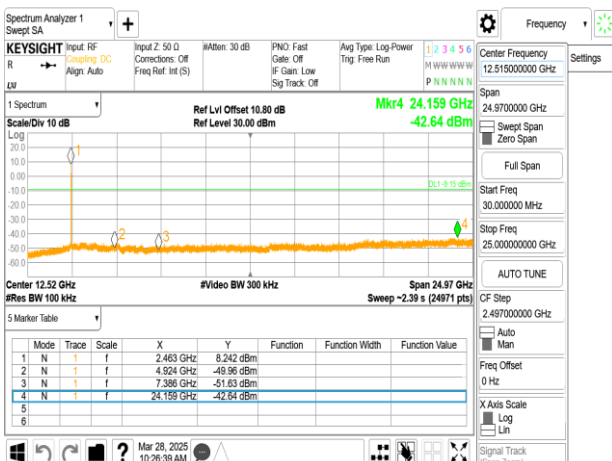 Spectrum Analyzer 1
Swept SA
+
Frequency
KEYSIGHT
Input: RF
Input Z: 50 Ω
#Atten: 30 dB
PNO: Fast
Avg Type: Log-Power
1 2 3 4 5 6
R
Coupling: DC
Corrections: Off
Gate: Off
Trig: Free Run
M W W W W W
Align: Auto
Freq Ref: Int (S)
IF Gain: Low
Sig Track: Off
P N N N N N
LXI
Center Frequency
12.515000000 GHz
Settings
Span
24.9700000 GHz
Swept Span
Zero Span
Full Span
Start Freq
30.000000 MHz
Stop Freq
25.000000000 GHz
AUTO TUNE
CF Step
2.497000000 GHz
Auto
Man
Freq Offset
0 Hz
X Axis Scale
Log
Lin
Signal Track
1 Spectrum
Ref Lvl Offset 10.80 dB
Mkr4 24.159 GHz
Scale/Div 10 dB
Ref Level 30.00 dBm
-42.64 dBm
Log
20.0
10.0
0.00
-10.0
-20.0
-30.0
-40.0
-50.0
-60.0
1
2
3
4
Center 12.52 GHz
#Video BW 300 kHz
Span 24.97 GHz
#Res BW 100 kHz
Sweep ~2.39 s (24971 pts)
5 Marker Table
Mode Trace Scale X Y Function Function Width Function Value
1 N 1 f 2.463 GHz 8.242 dBm
2 N 1 f 4.924 GHz -49.96 dBm
3 N 1 f 7.386 GHz -51.63 dBm
4 N 1 f 24.159 GHz -42.64 dBm
5
6
?
Mar 28, 2025
10:26:39 AM